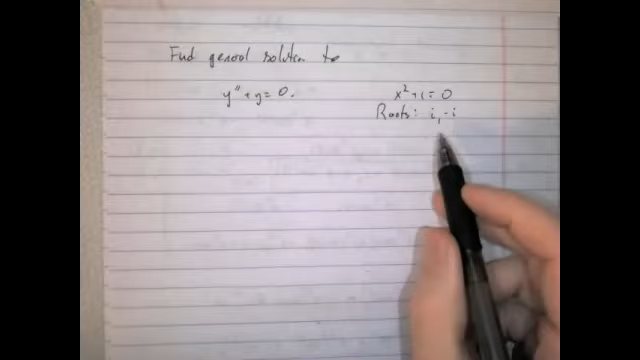 Find general solution to
y'' + y = 0.
x² + 1 = 0
Roots: i, -i